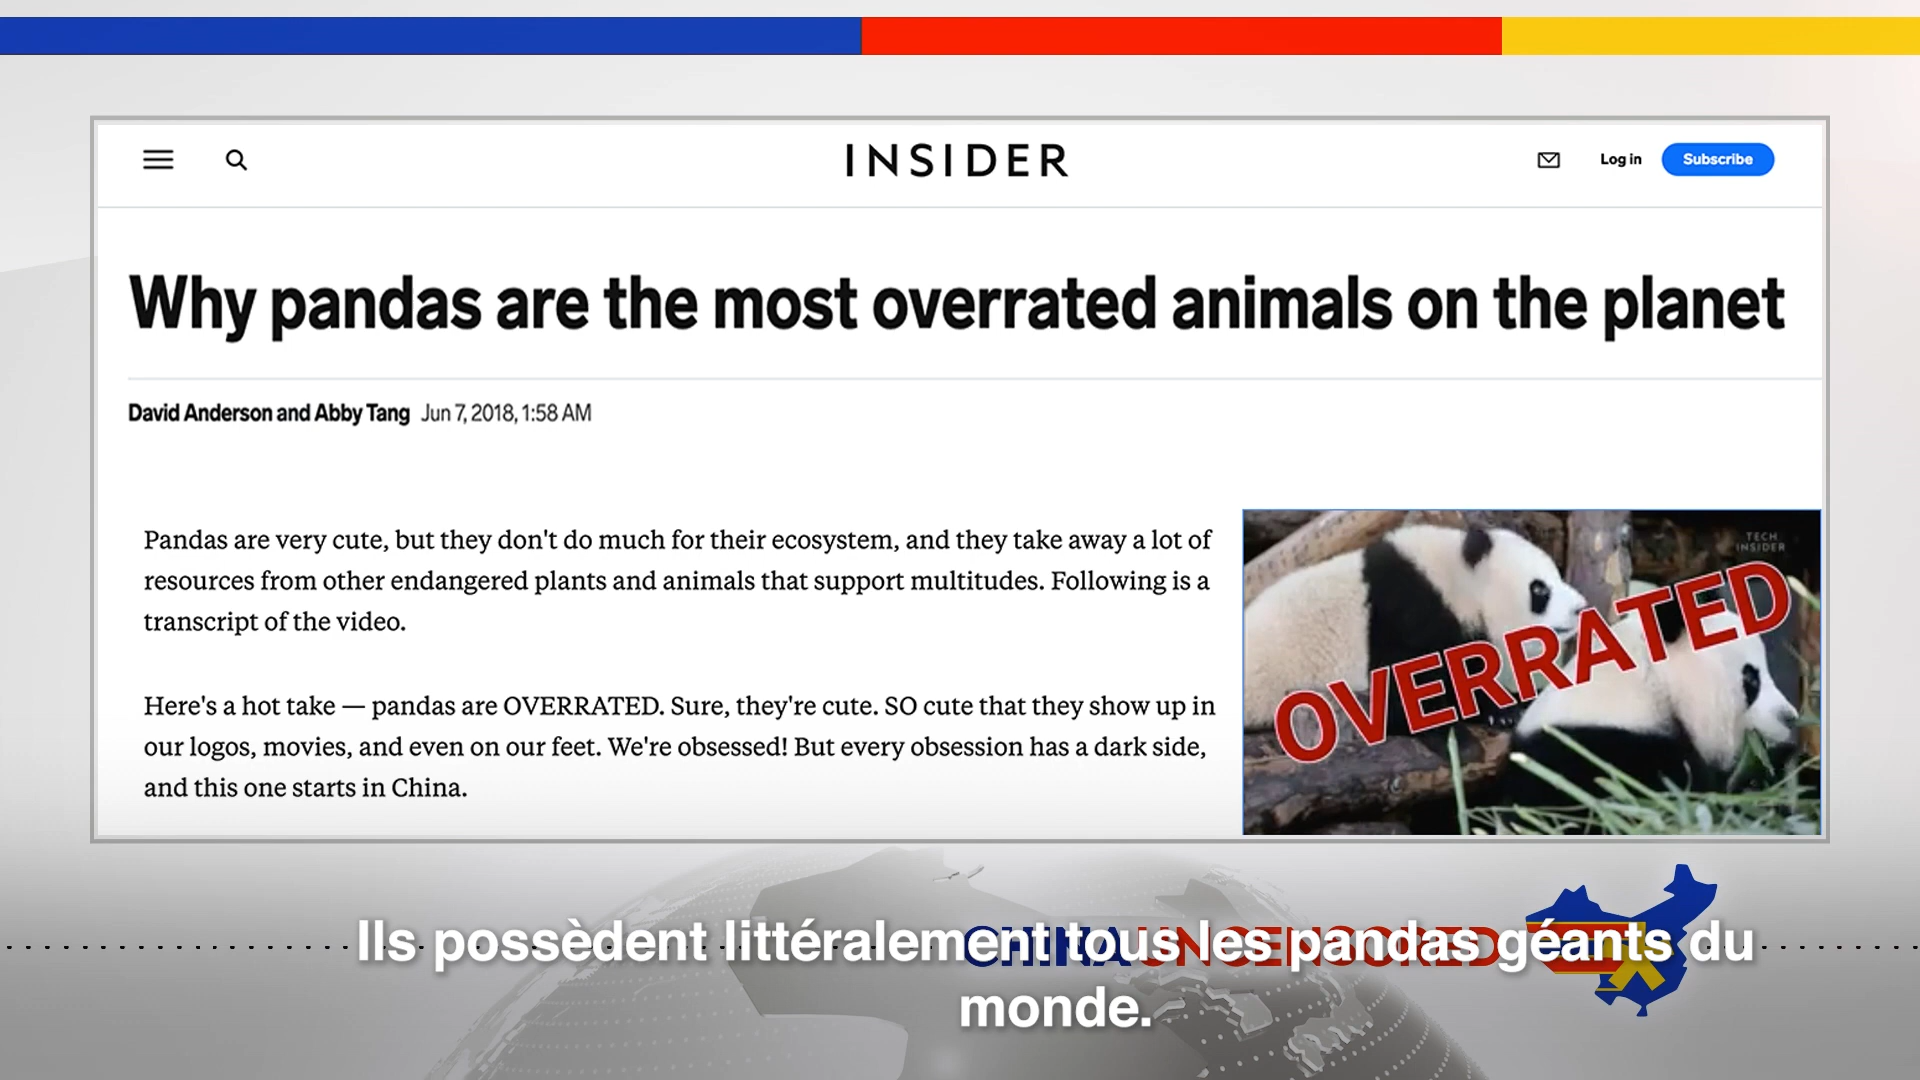 INSIDER
Log in
Subscribe
Why pandas are the most overrated animals on the planet
David Anderson and Abby Tang Jun 7, 2018, 1:58 AM
Pandas are very cute, but they don't do much for their ecosystem, and they take away a lot of
resources from other endangered plants and animals that support multitudes. Following is a
transcript of the video.
Here's a hot take — pandas are OVERRATED. Sure, they're cute. SO cute that they show up in
our logos, movies, and even on our feet. We're obsessed! But every obsession has a dark side,
and this one starts in China.
TECH
INSIDER
OVERRATED
CHINA UNCENSORED
Ils possèdent littéralement tous les pandas géants du
monde.